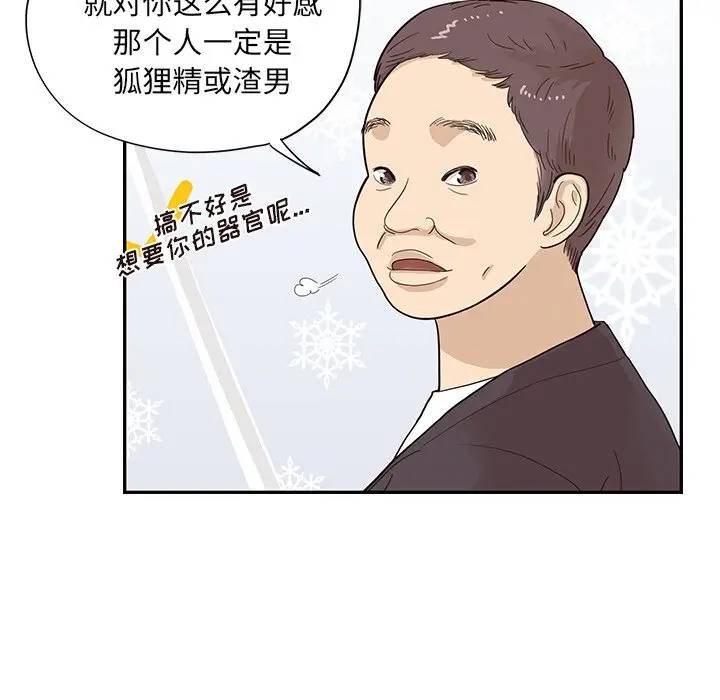 就对你这么有好感
那个人一定是
狐狸精或渣男
搞不好是
想要你的器官呢...